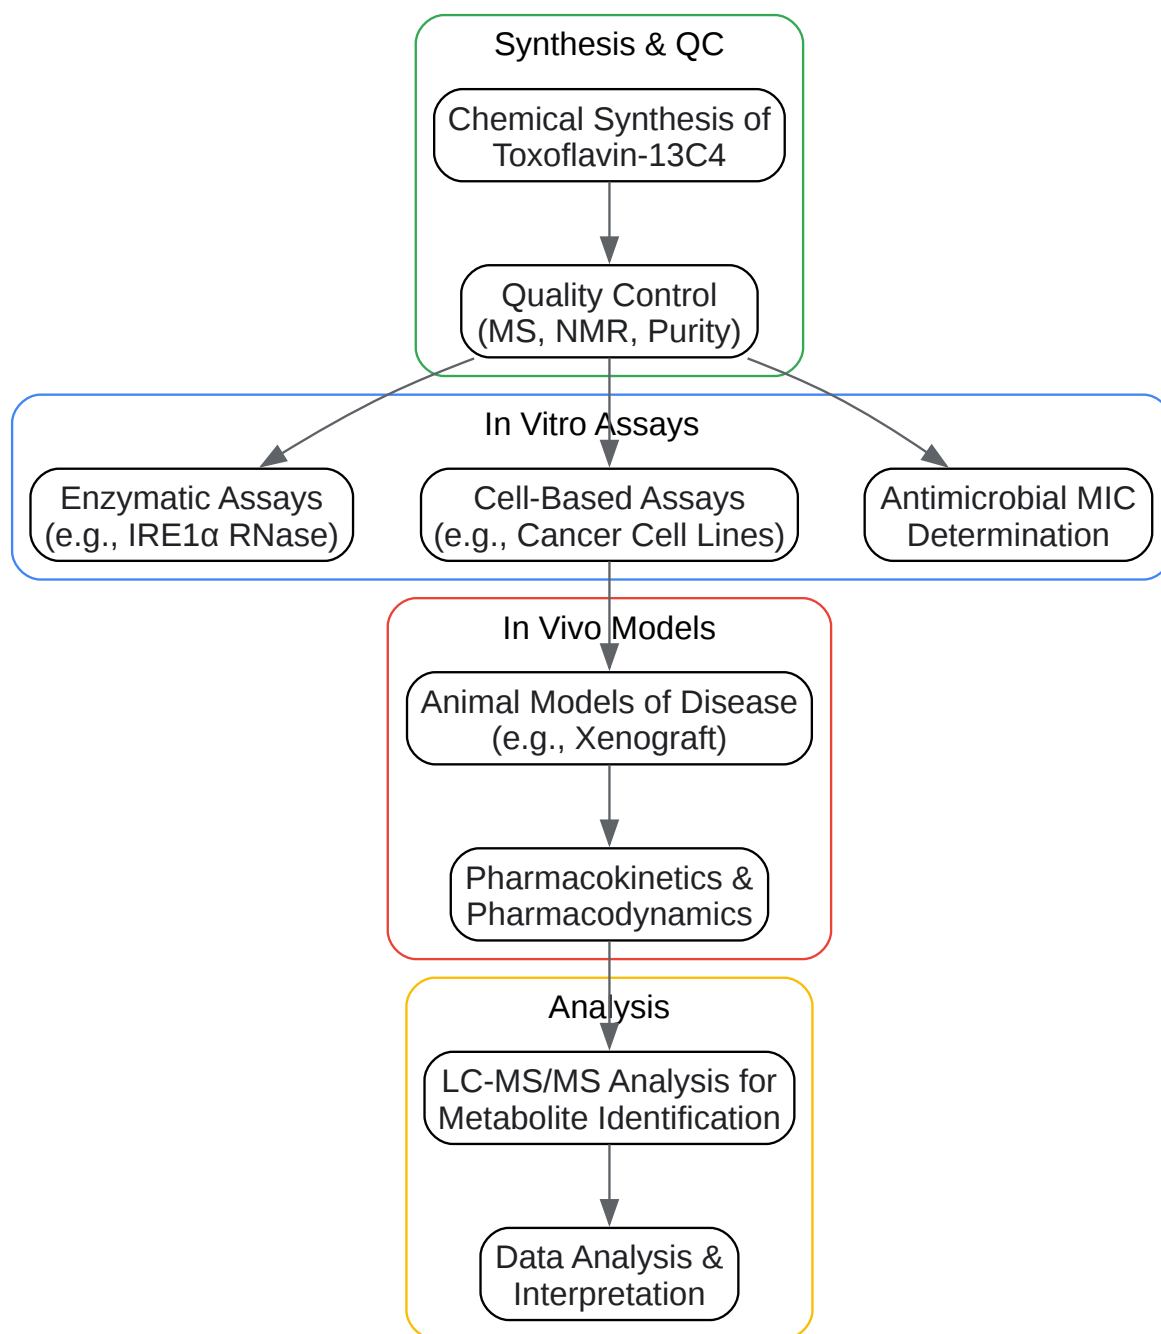 Synthesis & QC
Chemical Synthesis of
Toxoflavin-13C4
Quality Control
(MS, NMR, Purity)
In Vitro Assays
Enzymatic Assays
(e.g., IRE1α RNase)
Cell-Based Assays
(e.g., Cancer Cell Lines)
Antimicrobial MIC
Determination
In Vivo Models
Animal Models of Disease
(e.g., Xenograft)
Pharmacokinetics &
Pharmacodynamics
Analysis
LC-MS/MS Analysis for
Metabolite Identification
Data Analysis &
Interpretation